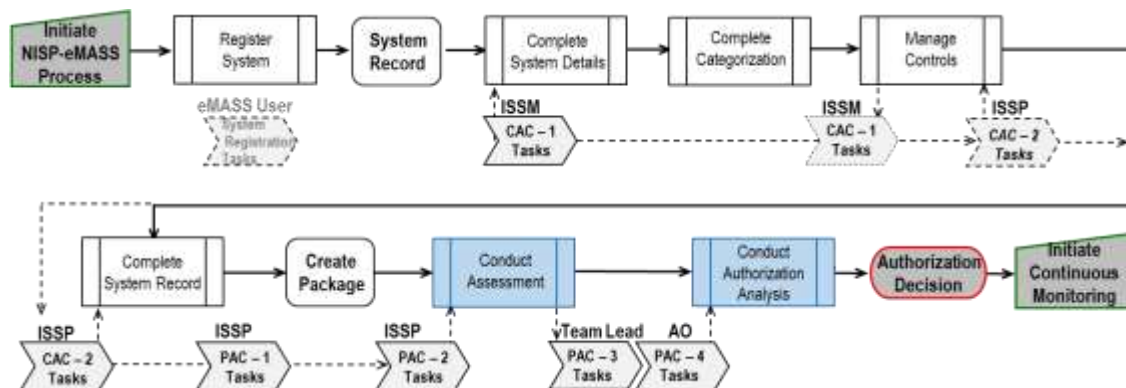 Initiate
NISP-eMASS
Process
Register
System
System
Record
Complete
System Details
Complete
Categorization
Manage
Controls
eMASS User
System
Registration
Tasks
ISSM
CAC – 1
Tasks
ISSM
CAC – 1
Tasks
ISSP
CAC – 2
Tasks
Complete
System Record
Create
Package
Conduct
Assessment
Conduct
Authorization
Analysis
Authorization
Decision
Initiate
Continuous
Monitoring
ISSP
CAC – 2
Tasks
ISSP
PAC – 1
Tasks
ISSP
PAC – 2
Tasks
Team Lead
PAC – 3
Tasks
AO
PAC – 4
Tasks